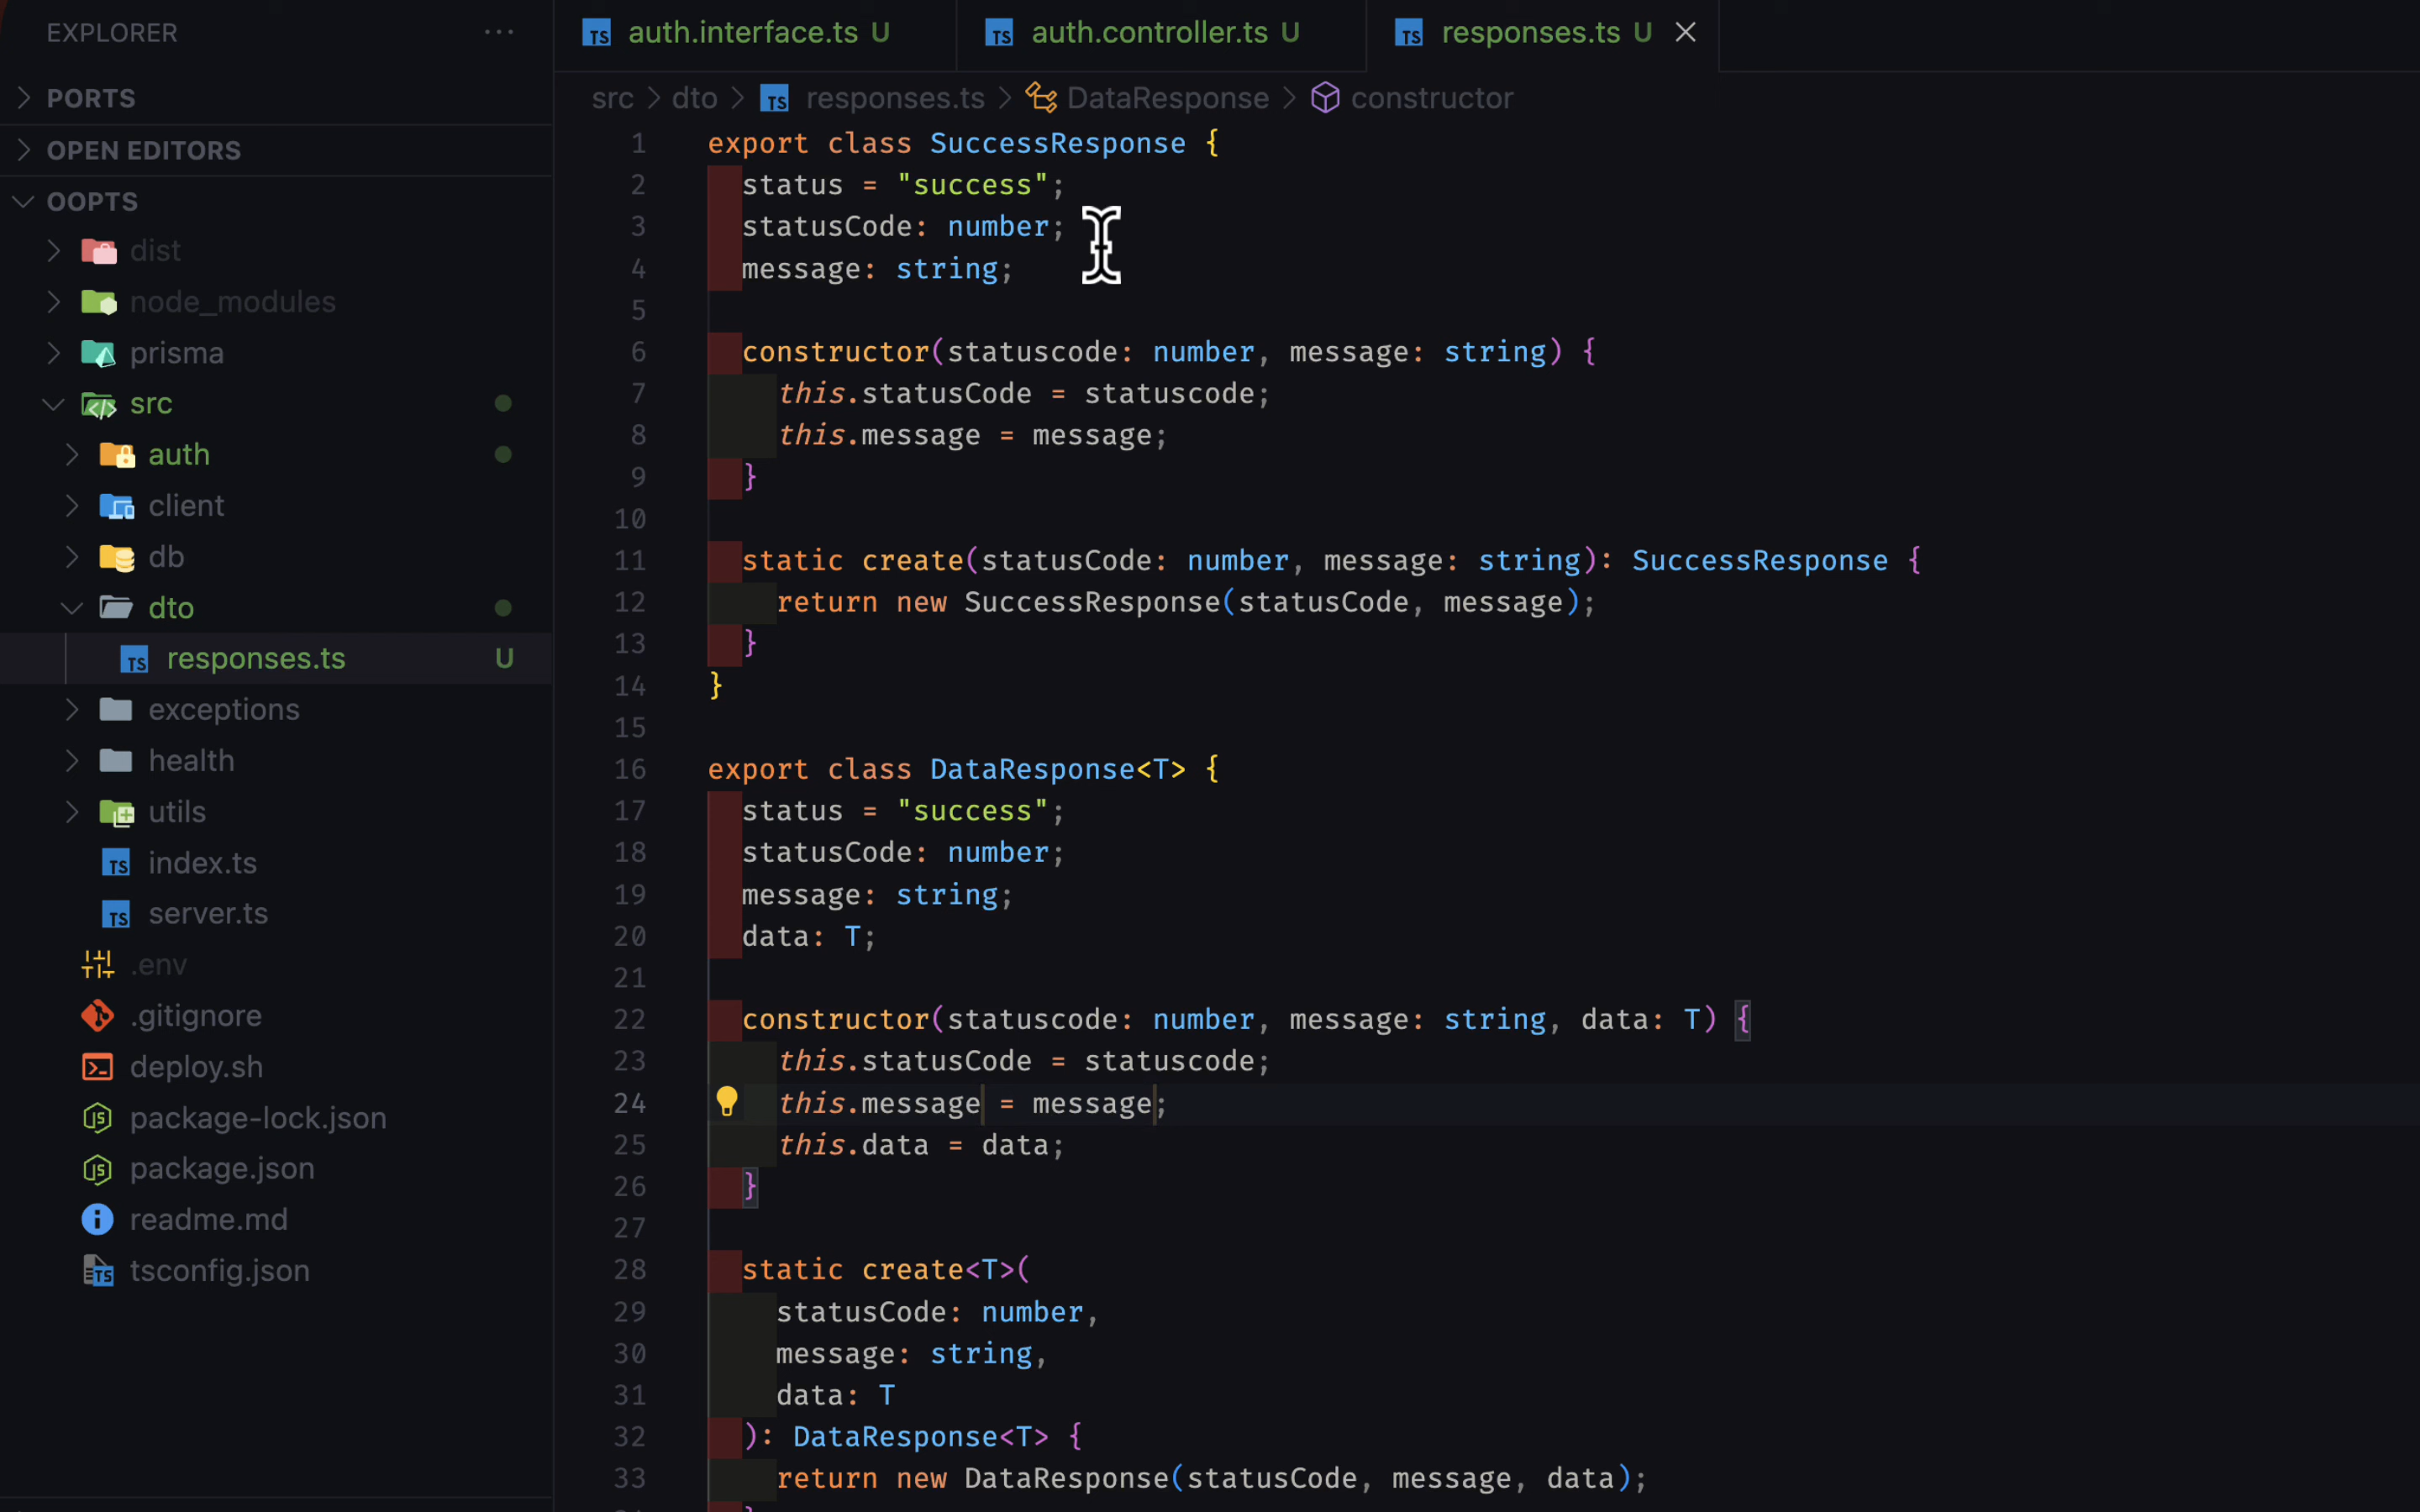 EXPLORER
PORTS
OPEN EDITORS
OOPTS
dist
node_modules
prisma
src
auth
client
db
dto
responses.ts U
exceptions
health
utils
index.ts
server.ts
.env
.gitignore
deploy.sh
package-lock.json
package.json
readme.md
tsconfig.json
auth.interface.ts U
auth.controller.ts U
responses.ts U
src > dto > TS responses.ts > DataResponse > constructor
1 export class SuccessResponse {
2 status = "success";
3 statusCode: number;
4 message: string;
5
6 constructor(statuscode: number, message: string) {
7 this.statusCode = statuscode;
8 this.message = message;
9 }
10
11 static create(statusCode: number, message: string): SuccessResponse {
12 return new SuccessResponse(statusCode, message);
13 }
14 }
15
16 export class DataResponse<T> {
17 status = "success";
18 statusCode: number;
19 message: string;
20 data: T;
21
22 constructor(statuscode: number, message: string, data: T) {
23 this.statusCode = statuscode;
24 this.message = message;
25 this.data = data;
26 }
27
28 static create<T>(
29 statusCode: number,
30 message: string,
31 data: T
32 ): DataResponse<T> {
33 return new DataResponse(statusCode, message, data);